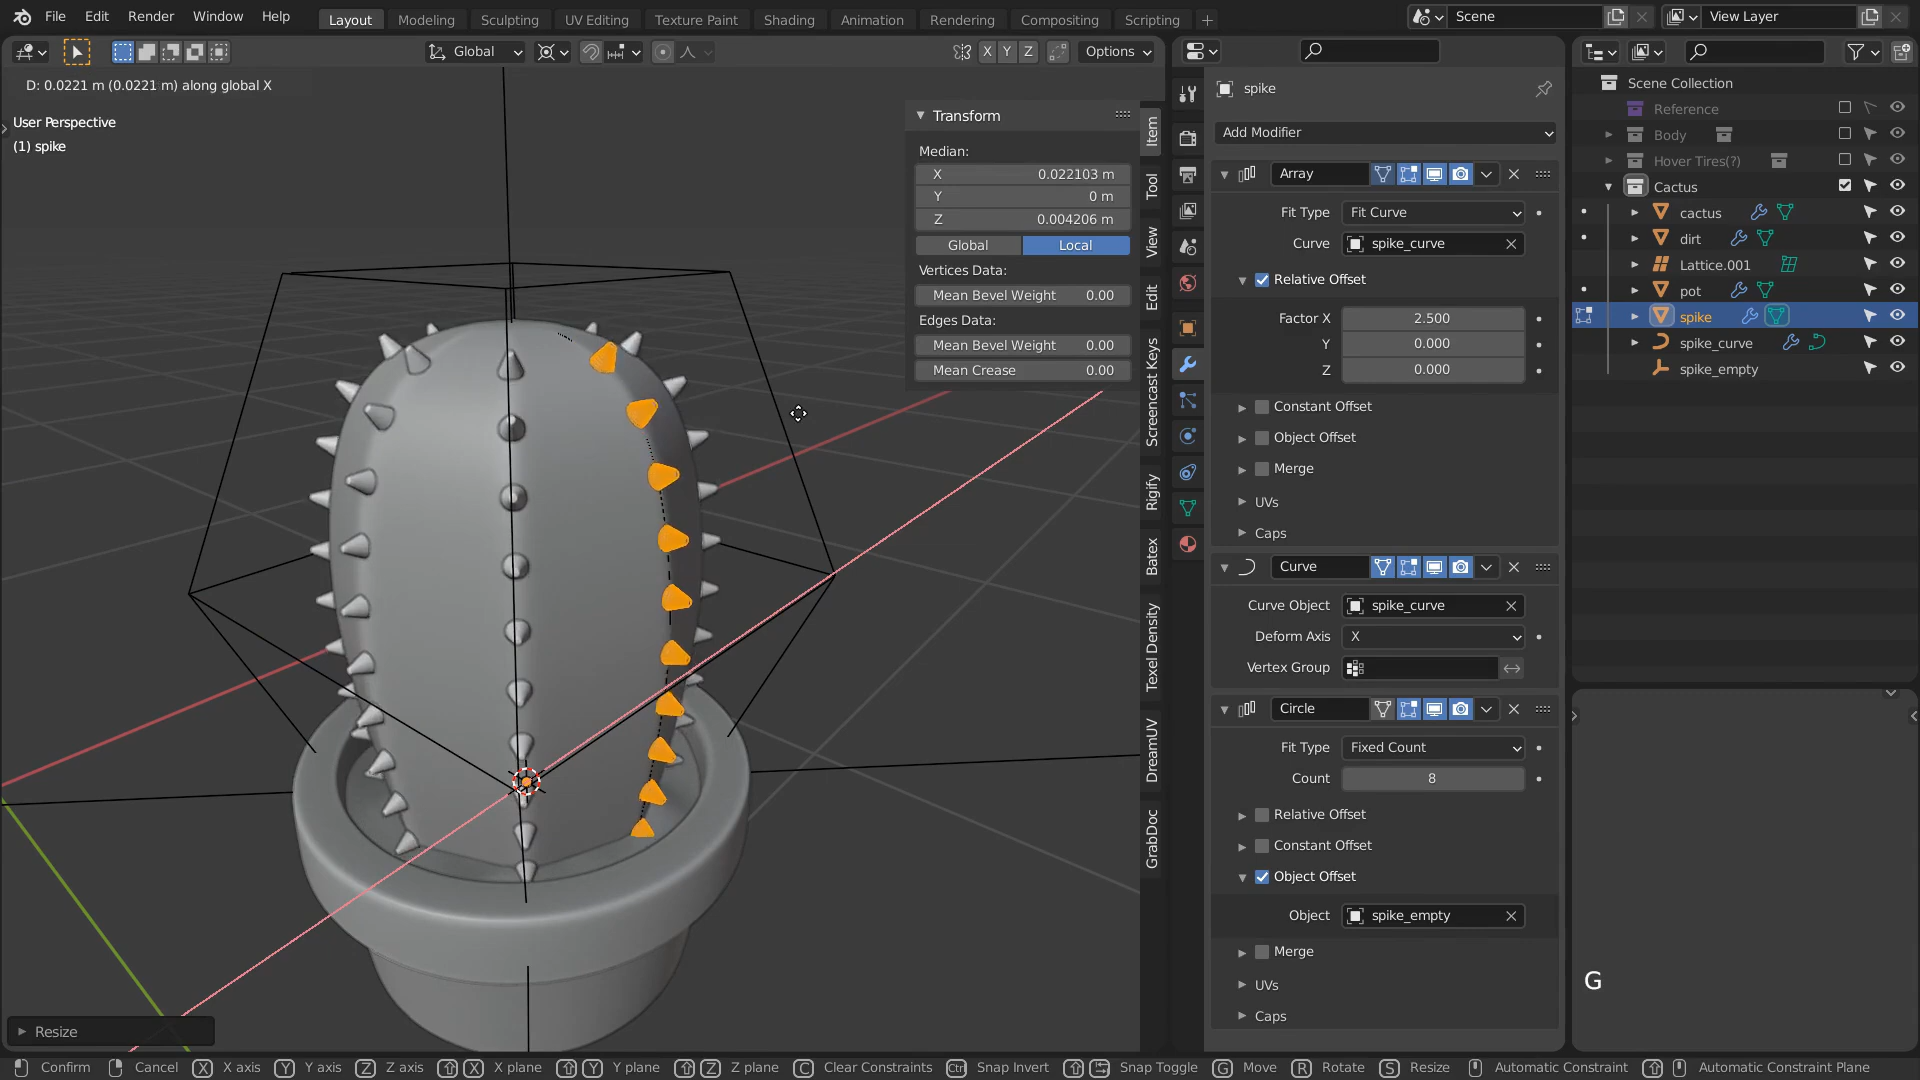 File Edit Render Window Help
Layout Modeling Sculpting UV Editing Texture Paint Shading Animation Rendering Compositing Scripting +
Scene
View Layer
Global
X Y Z
Options
D: 0.0221 m (0.0221 m) along global X
User Perspective
(1) spike
Transform
Median:
X 0.022103 m
Y 0 m
Z 0.004206 m
Global Local
Vertices Data:
Mean Bevel Weight 0.00
Edges Data:
Mean Bevel Weight 0.00
Mean Crease 0.00
Item
Tool
View
Edit
Screencast Keys
Rigify
Batex
Texel Density
DreamUV
GrabDoc
Resize
spike
Add Modifier
Array
Fit Type Fit Curve
Curve spike_curve
Relative Offset
Factor X 2.500
Y 0.000
Z 0.000
Constant Offset
Object Offset
Merge
UVs
Caps
Curve
Curve Object spike_curve
Deform Axis X
Vertex Group
Circle
Fit Type Fixed Count
Count 8
Relative Offset
Constant Offset
Object Offset
Object spike_empty
Merge
UVs
Caps
Scene Collection
Reference
Body
Hover Tires(?)
Cactus
cactus
dirt
Lattice.001
pot
spike
spike_curve
spike_empty
G
Confirm Cancel X X axis Y Y axis Z Z axis X X plane Y Y plane Z Z plane C Clear Constraints Ctrl Snap Invert Snap Toggle G Move R Rotate S Resize Automatic Constraint Automatic Constraint Plane